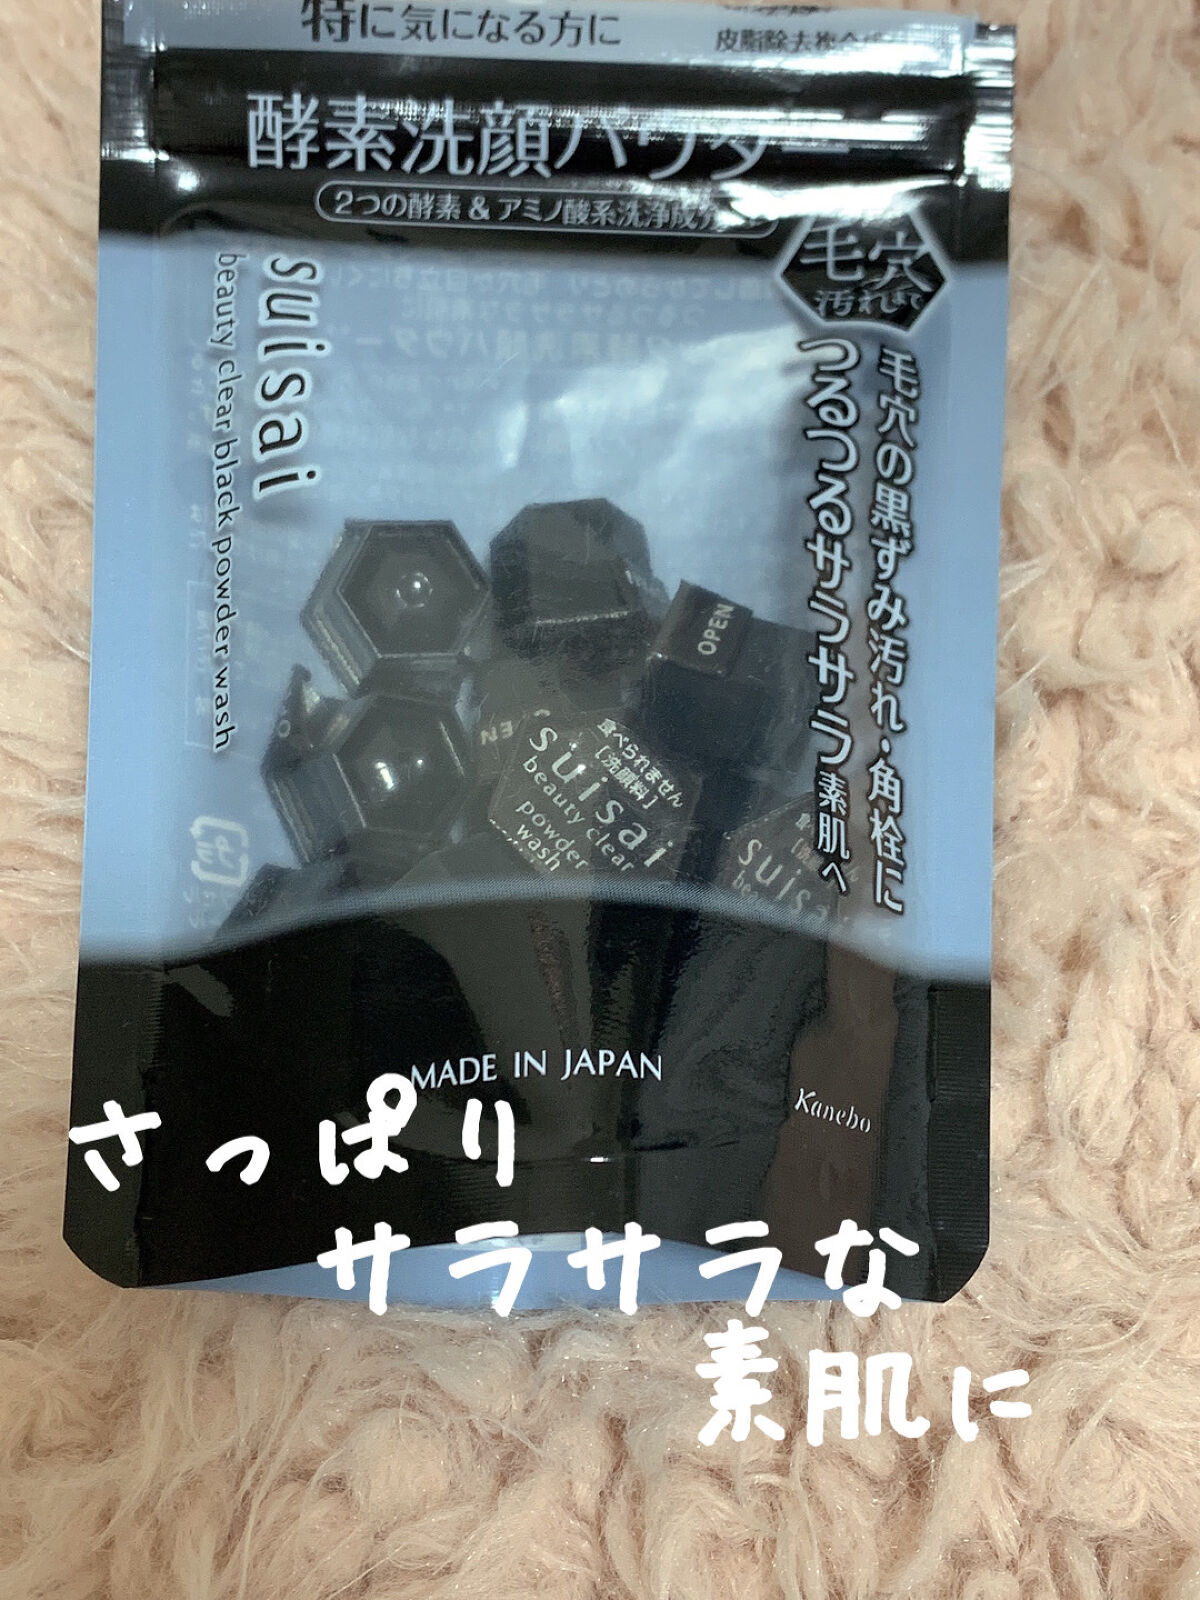 特に気になる方に
皮脂除去複合
酵素洗顔パウダー
2つの酵素 & アミノ酸系洗浄成分
毛穴
汚れまで
毛穴の黒ずみ汚れ・角栓に
つるつるサラサラ素肌へ
suisai
beauty clear black powder wash
OPEN
食べられません
[洗顔料]
suisai
beauty clear
powder
wash
suisai
MADE IN JAPAN
Kanebo
さっぱり
サラサラな
素肌に